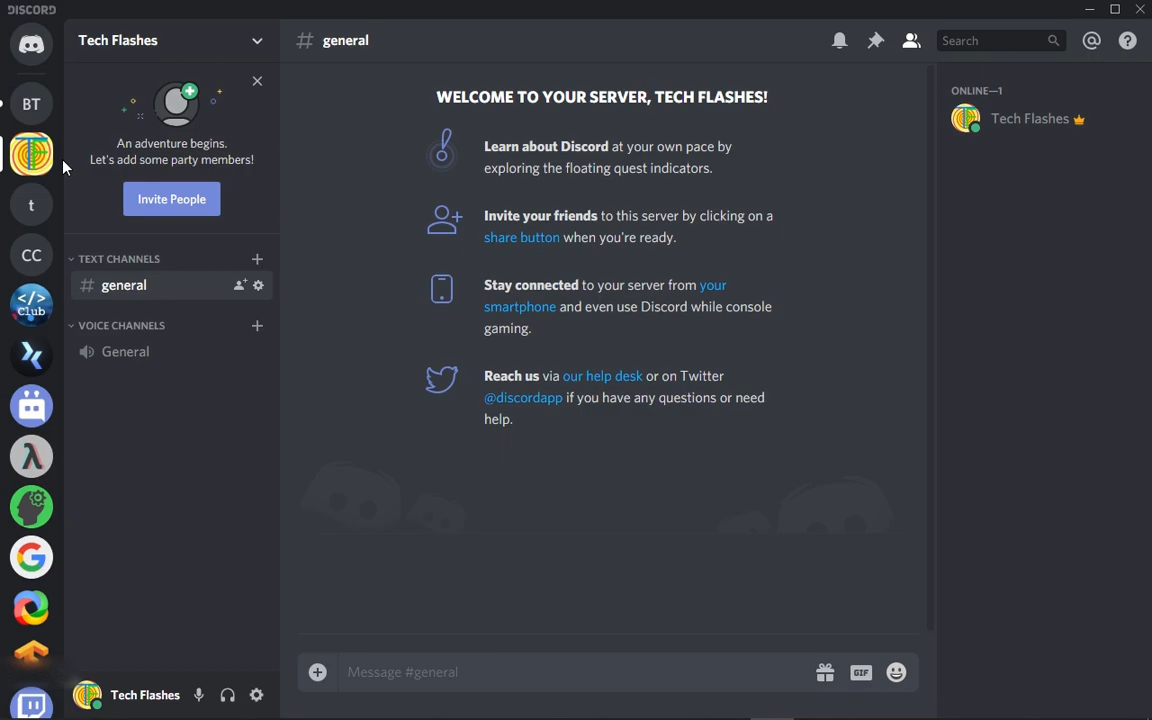 DISCORD
BT
t
CC
</>
Club
Tech Flashes
An adventure begins.
Let's add some party members!
Invite People
TEXT CHANNELS
# general
VOICE CHANNELS
General
Tech Flashes
# general
Search
WELCOME TO YOUR SERVER, TECH FLASHES!
Learn about Discord at your own pace by
exploring the floating quest indicators.
Invite your friends to this server by clicking on a
share button when you're ready.
Stay connected to your server from your
smartphone and even use Discord while console
gaming.
Reach us via our help desk or on Twitter
@discordapp if you have any questions or need
help.
Message #general
GIF
ONLINE—1
Tech Flashes